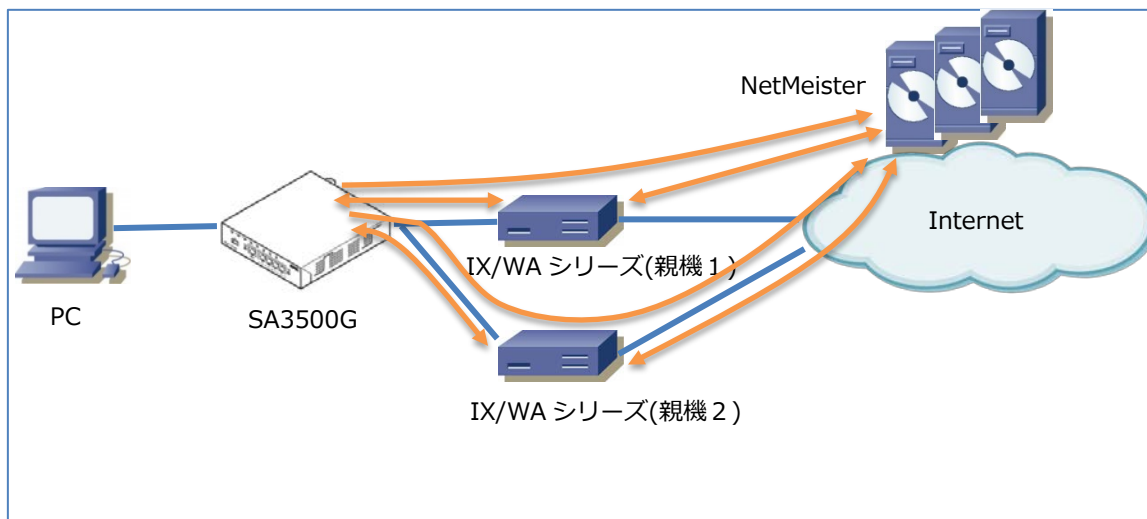 NetMeister
Internet
IX/WA シリーズ(親機１)
PC
SA3500G
IX/WA シリーズ(親機２)